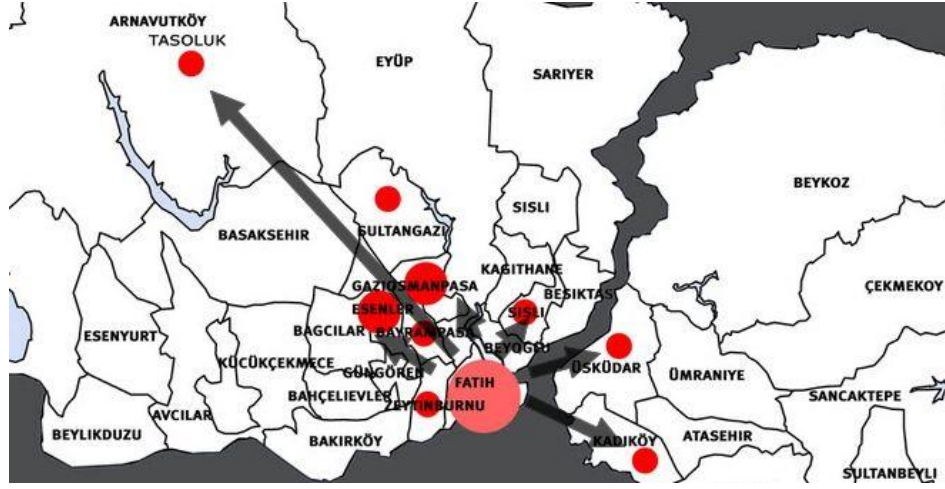 ARNAVUTKÖY
TASOLUK
EYÜP
SARIYER
BEYKOZ
SISLI
BASAKSEHIR
SULTANGAZI
KAGITHANE
GAZIOSMANPASA
BESIKTAS
ÇEKMEKOY
ESENLER
SISLI
ESENYURT
BAGCILAR
BAYRAMPASA
BEYOGLU
KÜCÜKÇEKMECE
GÜNGÖREN
ÜSKÜDAR
ÜMRANIYE
FATIH
BAHÇELIEVLER
SANCAKTEPE
ZEYTINBURNU
AVCILAR
BEYLIKDUZU
BAKIRKÖY
KADIKÖY
ATASEHIR
SULTANBEYLI